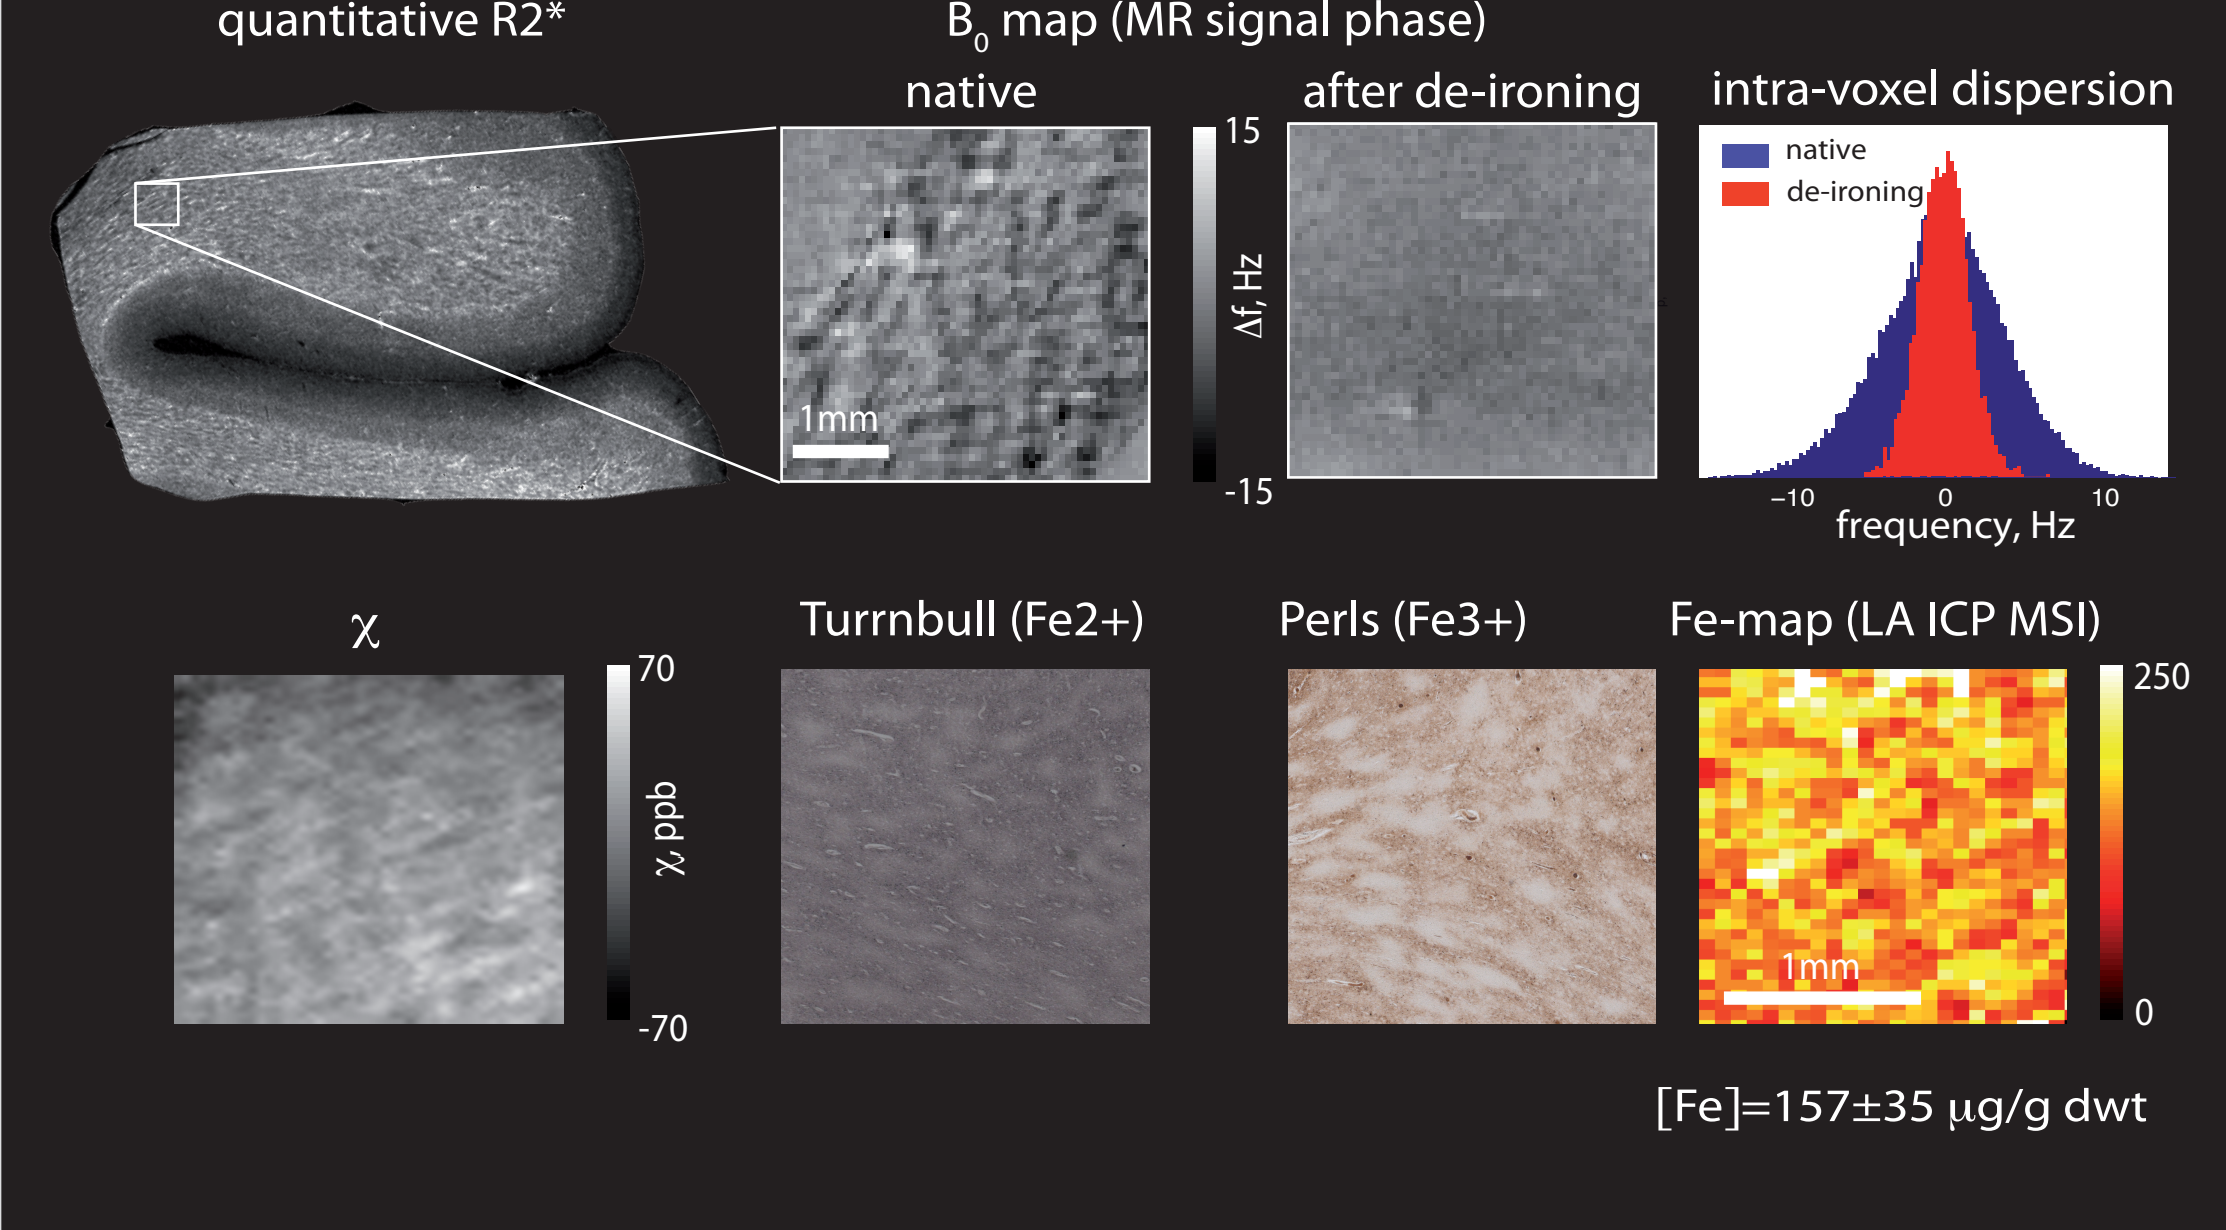 quantitative R2*
B0 map (MR signal phase)
native
after de-ironing
intra-voxel dispersion
15
Δf, Hz
-15
1mm
native
de-ironing
−10
0
10
frequency, Hz
χ
Turrnbull (Fe2+)
Perls (Fe3+)
Fe-map (LA ICP MSI)
70
χ, ppb
-70
250
0
1mm
[Fe]=157±35 µg/g dwt